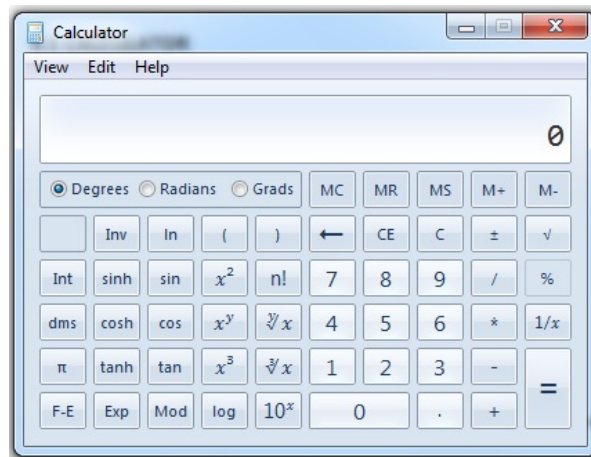 Calculator
View Edit Help
0
Degrees Radians Grads MC MR MS M+ M-
Inv ln ( ) ← CE C ± √
Int sinh sin x² n! 7 8 9 / %
dms cosh cos xʸ ʸ√x 4 5 6 * 1/x
π tanh tan x³ ³√x 1 2 3 - =
F-E Exp Mod log 10ˣ 0 . +